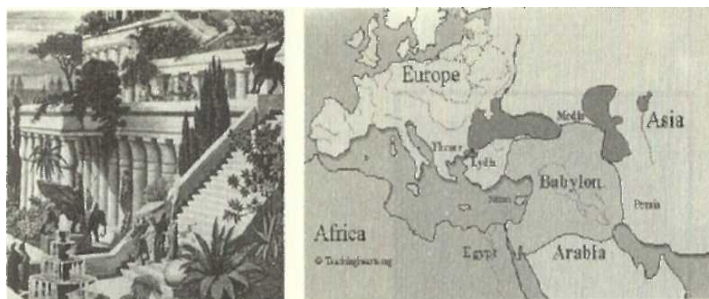 Europe
Asia
Media
Thrace
Lydia
Babylon
Persia
Africa
Egypt
Arabia
© Teachinghearts.org